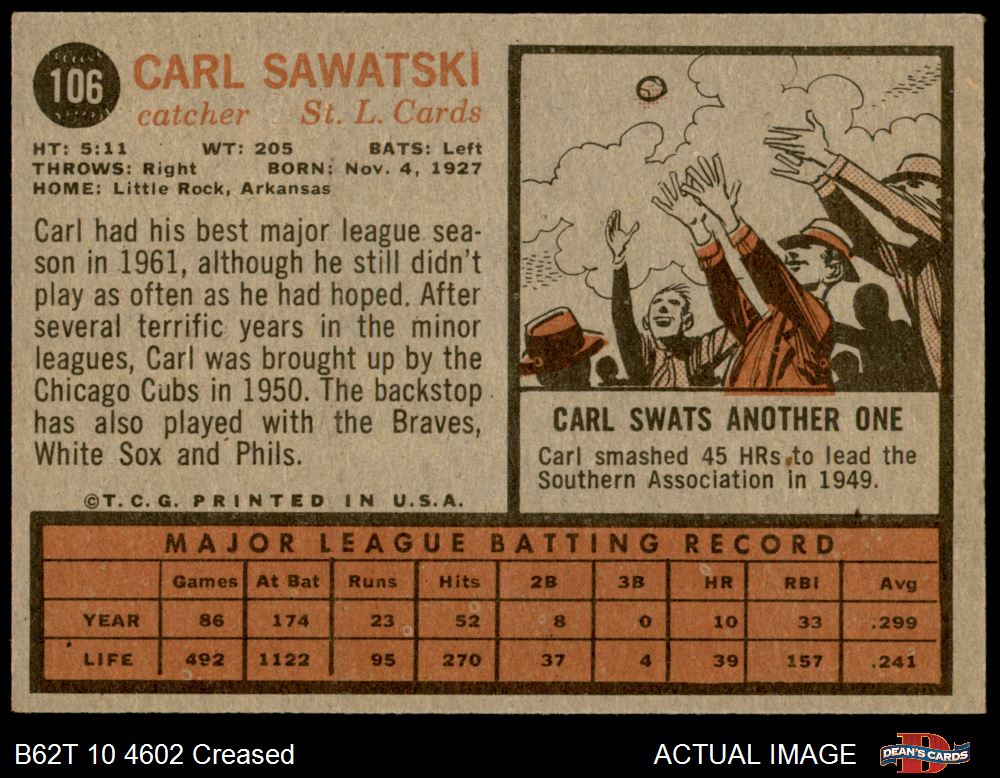 106
CARL SAWATSKI
catcher St. L. Cards
HT: 5:11 WT: 205 BATS: Left
THROWS: Right BORN: Nov. 4, 1927
HOME: Little Rock, Arkansas
Carl had his best major league sea-
son in 1961, although he still didn't
play as often as he had hoped. After
several terrific years in the minor
leagues, Carl was brought up by the
Chicago Cubs in 1950. The backstop
has also played with the Braves,
White Sox and Phils.
©T.C.G. PRINTED IN U.S.A.
CARL SWATS ANOTHER ONE
Carl smashed 45 HRs to lead the
Southern Association in 1949.
MAJOR LEAGUE BATTING RECORD
Games At Bat Runs Hits 2B 3B HR RBI Avg
YEAR 86 174 23 52 8 0 10 33 .299
LIFE 492 1122 95 270 37 4 39 157 .241
B62T 10 4602 Creased ACTUAL IMAGE DEAN'S CARDS